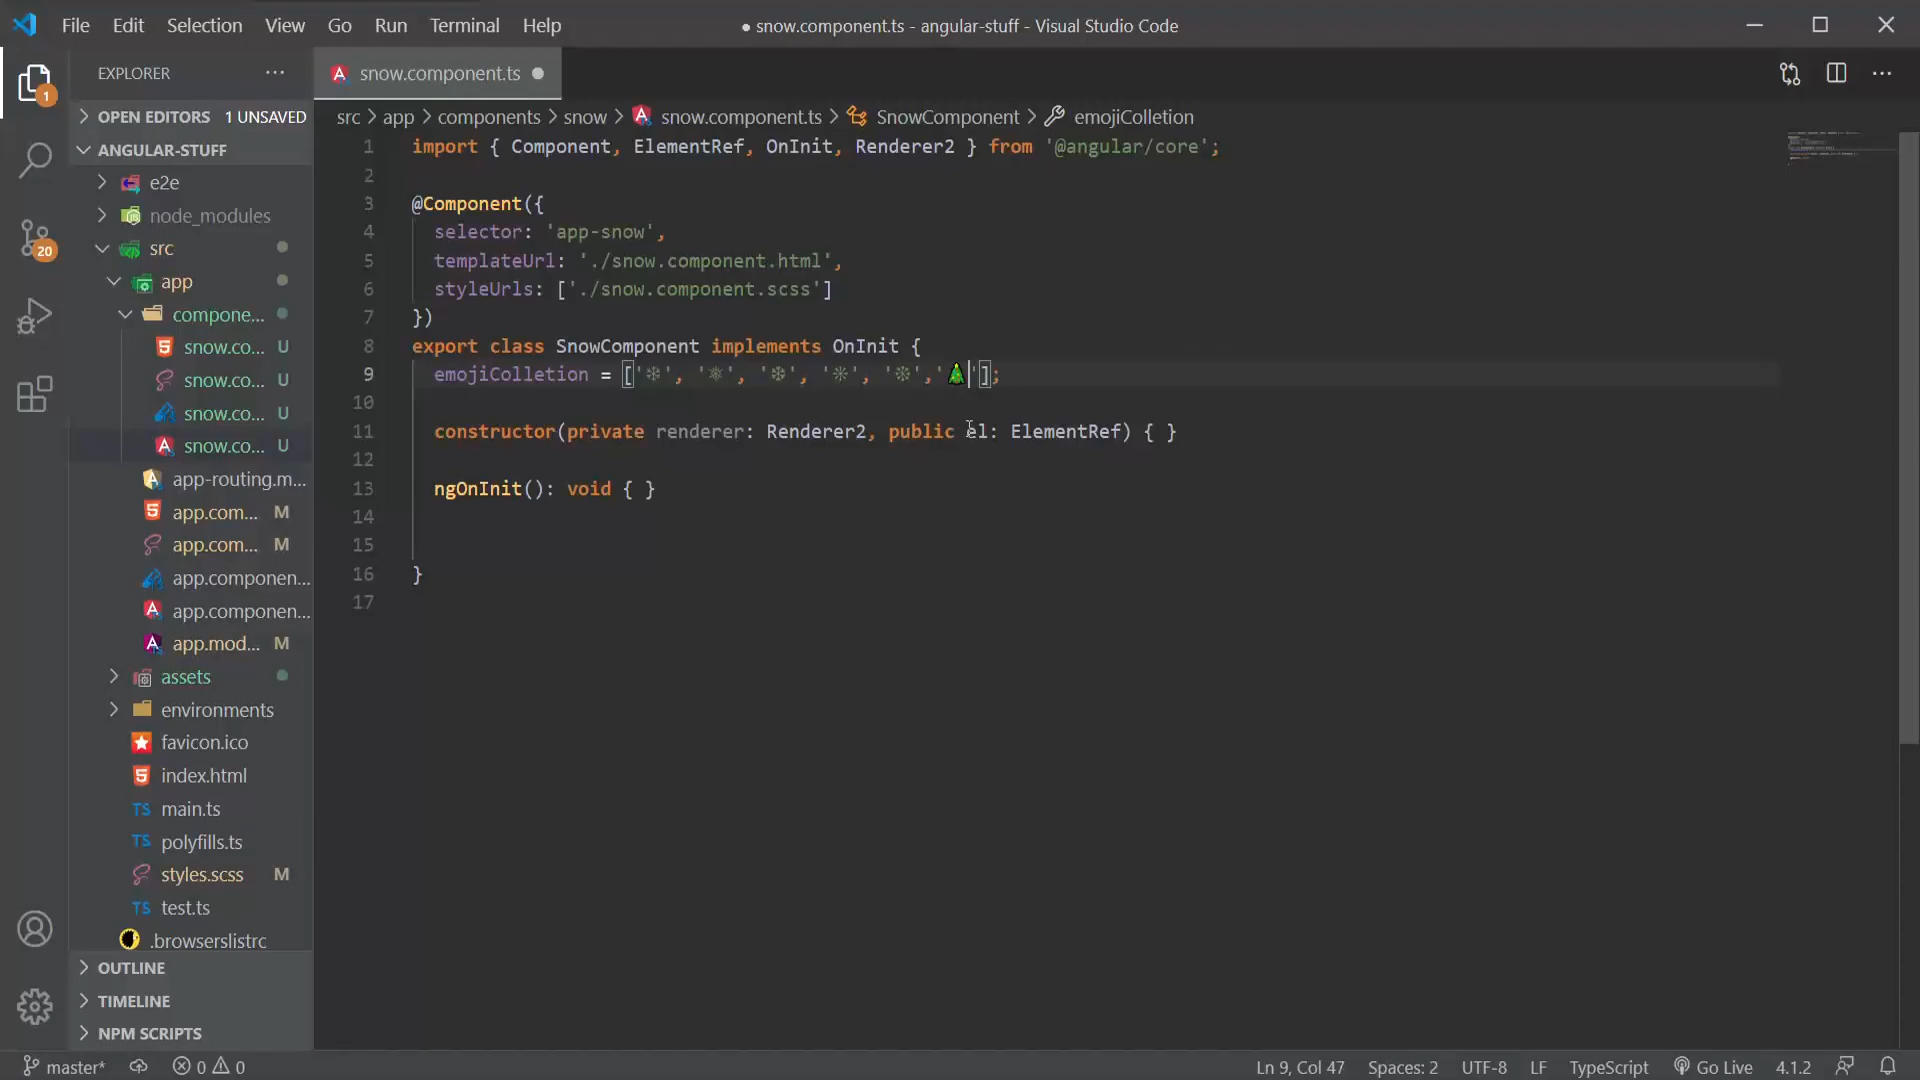 File Edit Selection View Go Run Terminal Help
● snow.component.ts - angular-stuff - Visual Studio Code
EXPLORER
snow.component.ts
OPEN EDITORS 1 UNSAVED
ANGULAR-STUFF
e2e
node_modules
src
app
compone...
snow.co... U
snow.co... U
snow.co... U
snow.co... U
app-routing.m...
app.com... M
app.com... M
app.componen...
app.componen...
app.mod... M
assets
environments
favicon.ico
index.html
main.ts
polyfills.ts
styles.scss M
test.ts
.browserslistrc
OUTLINE
TIMELINE
NPM SCRIPTS
1
20
src > app > components > snow > snow.component.ts > SnowComponent > emojiColletion
1 import { Component, ElementRef, OnInit, Renderer2 } from '@angular/core';
2
3 @Component({
4 selector: 'app-snow',
5 templateUrl: './snow.component.html',
6 styleUrls: ['./snow.component.scss']
7 })
8 export class SnowComponent implements OnInit {
9 emojiColletion = ['❄', '⚛', '❆', '❊', '❄','🎄'];
10
11 constructor(private renderer: Renderer2, public el: ElementRef) { }
12
13 ngOnInit(): void { }
14
15
16 }
17
master* 0 0 Ln 9, Col 47 Spaces: 2 UTF-8 LF TypeScript Go Live 4.1.2